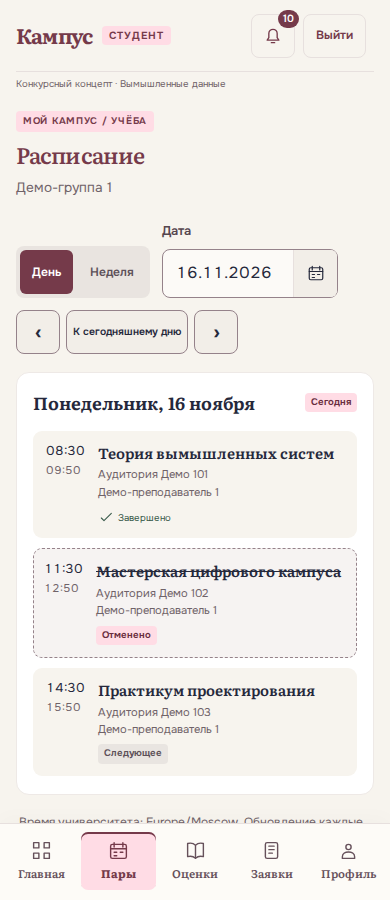 Кампус СТУДЕНТ 10 Выйти
Конкурсный концепт · Вымышленные данные
МОЙ КАМПУС / УЧЁБА
Расписание
Демо-группа 1
Дата
День Неделя 16.11.2026
‹ К сегодняшнему дню ›
Понедельник, 16 ноября Сегодня
08:30 Теория вымышленных систем
09:50 Аудитория Демо 101
Демо-преподаватель 1
Завершено
11:30 Мастерская цифрового кампуса
12:50 Аудитория Демо 102
Демо-преподаватель 1
Отменено
14:30 Практикум проектирования
15:50 Аудитория Демо 103
Демо-преподаватель 1
Следующее
Время университета: Europe/Moscow. Обновление каждые
Главная Пары Оценки Заявки Профиль